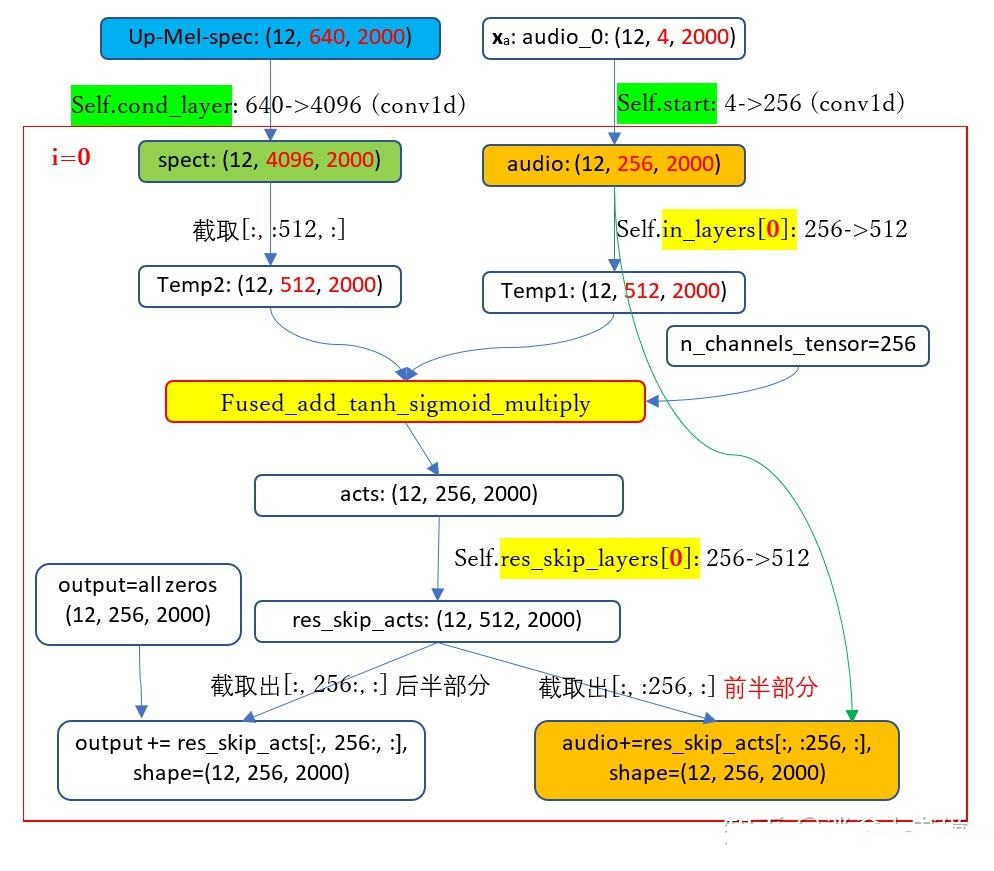 Up-Mel-spec: (12, 640, 2000)
xa: audio_0: (12, 4, 2000)
Self.cond_layer: 640->4096 (conv1d)
Self.start: 4->256 (conv1d)
i=0
spect: (12, 4096, 2000)
audio: (12, 256, 2000)
截取[:, :512, :]
Self.in_layers[0]: 256->512
Temp2: (12, 512, 2000)
Temp1: (12, 512, 2000)
n_channels_tensor=256
Fused_add_tanh_sigmoid_multiply
acts: (12, 256, 2000)
Self.res_skip_layers[0]: 256->512
output=all zeros
(12, 256, 2000)
res_skip_acts: (12, 512, 2000)
截取出[:, 256:, :] 后半部分
截取出[:, :256, :] 前半部分
output += res_skip_acts[:, 256:, :],
shape=(12, 256, 2000)
audio+=res_skip_acts[:, :256, :],
shape=(12, 256, 2000)